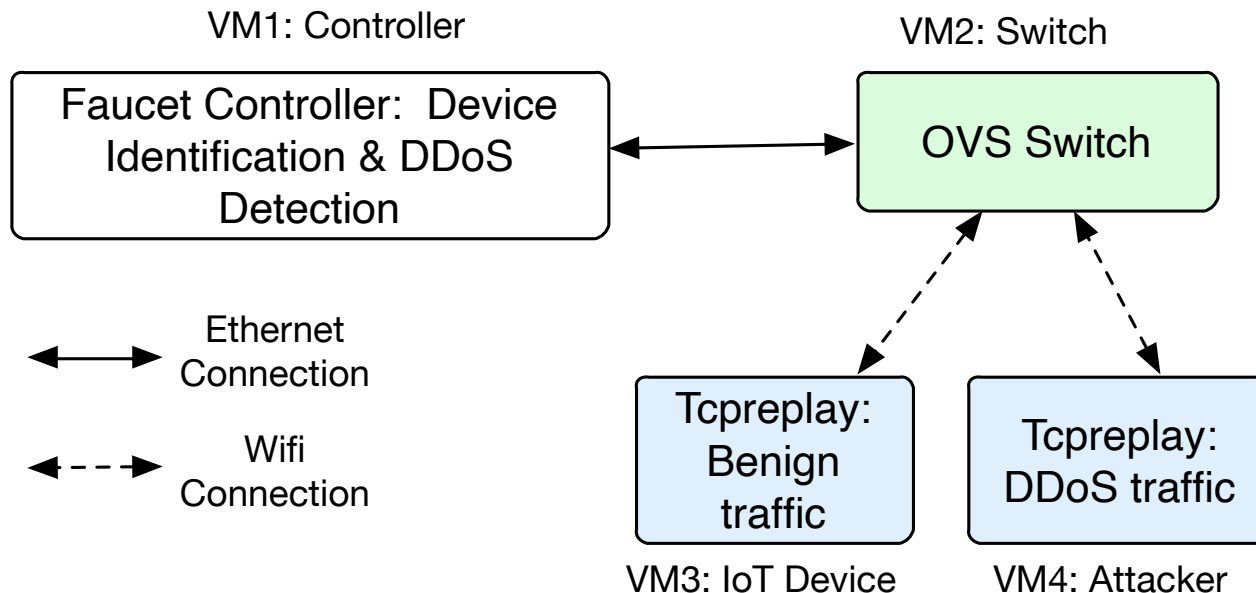 VM1: Controller
VM2: Switch
Faucet Controller: Device
Identification & DDoS
Detection
OVS Switch
Ethernet
Connection
Wifi
Connection
Tcpreplay:
Benign
traffic
Tcpreplay:
DDoS traffic
VM3: IoT Device
VM4: Attacker